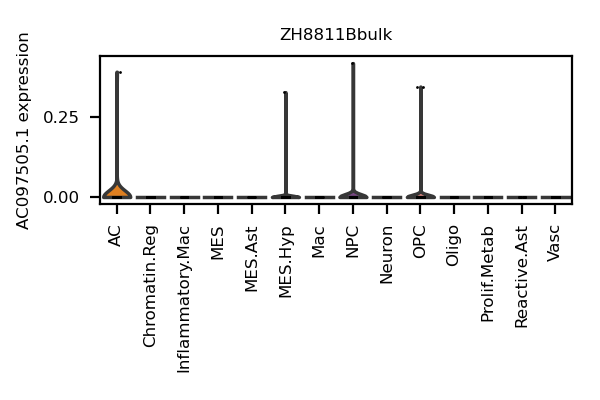 ZH8811Bbulk
AC097505.1 expression
0.25
0.00
AC
Chromatin.Reg
Inflammatory.Mac
MES
MES.Ast
MES.Hyp
Mac
NPC
Neuron
OPC
Oligo
Prolif.Metab
Reactive.Ast
Vasc